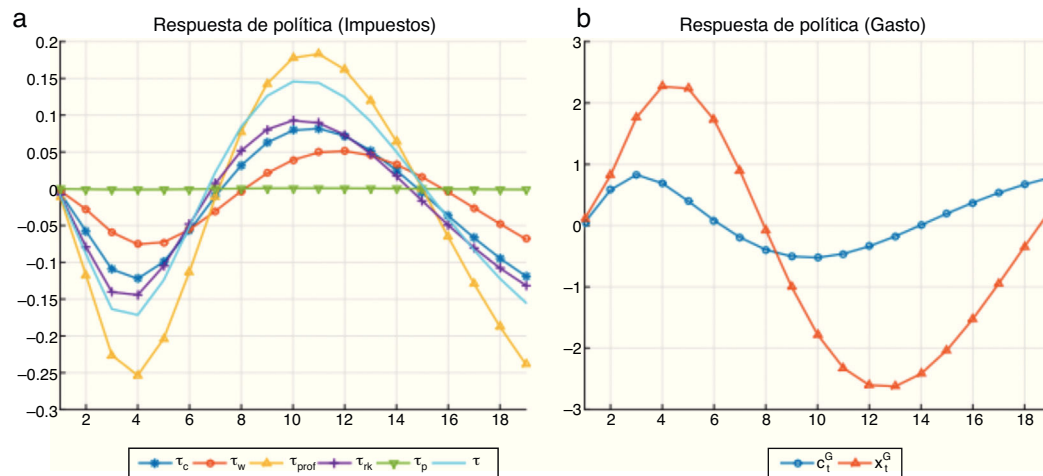 a
Respuesta de política (Impuestos)
0.2
0.15
0.1
0.05
0
−0.05
−0.1
−0.15
−0.2
−0.25
−0.3
2 4 6 8 10 12 14 16 18
τc τw τprof τrk τp τ
b
Respuesta de política (Gasto)
3
2
1
0
−1
−2
−3
2 4 6 8 10 12 14 16 18
c_t^G x_t^G